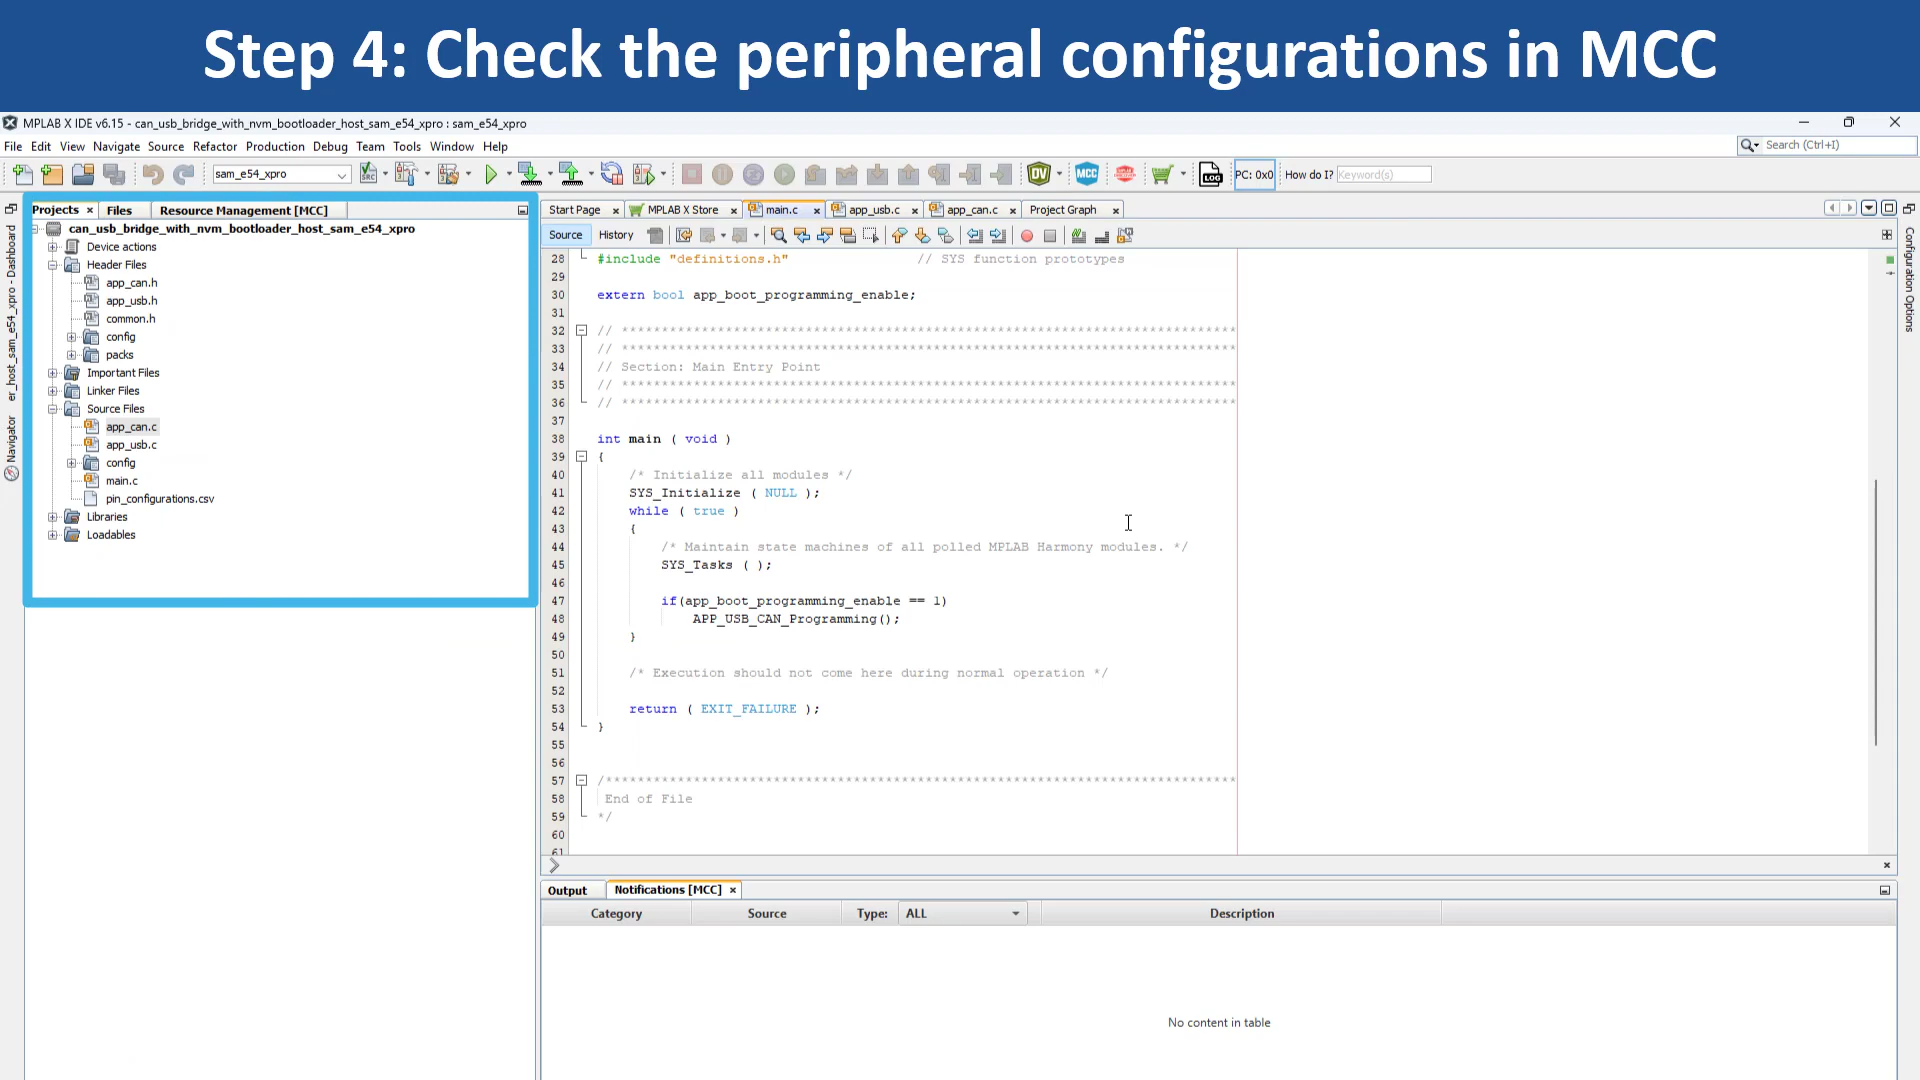 Step 4: Check the peripheral configurations in MCC
MPLAB X IDE v6.15 - can_usb_bridge_with_nvm_bootloader_host_sam_e54_xpro : sam_e54_xpro
File Edit View Navigate Source Refactor Production Debug Team Tools Window Help
Search (Ctrl+I)
sam_e54_xpro
MCC
LOG
PC: 0x0
How do I?
Keyword(s)
Projects
Files
Resource Management [MCC]
can_usb_bridge_with_nvm_bootloader_host_sam_e54_xpro
Device actions
Header Files
app_can.h
app_usb.h
common.h
config
packs
Important Files
Linker Files
Source Files
app_can.c
app_usb.c
config
main.c
pin_configurations.csv
Libraries
Loadables
er_host_sam_e54_xpro - Dashboard
Navigator
Start Page
MPLAB X Store
main.c
app_usb.c
app_can.c
Project Graph
Source
History
28 #include "definitions.h" // SYS function prototypes
29
30 extern bool app_boot_programming_enable;
31
32 // *****************************************************************************
33 // *****************************************************************************
34 // Section: Main Entry Point
35 // *****************************************************************************
36 // *****************************************************************************
37
38 int main ( void )
39 {
40 /* Initialize all modules */
41 SYS_Initialize ( NULL );
42 while ( true )
43 {
44 /* Maintain state machines of all polled MPLAB Harmony modules. */
45 SYS_Tasks ( );
46
47 if(app_boot_programming_enable == 1)
48 APP_USB_CAN_Programming();
49 }
50
51 /* Execution should not come here during normal operation */
52
53 return ( EXIT_FAILURE );
54 }
55
56
57 /*******************************************************************************
58 End of File
59 */
60
61
Configuration Options
Output
Notifications [MCC]
Category
Source
Type:
ALL
Description
No content in table